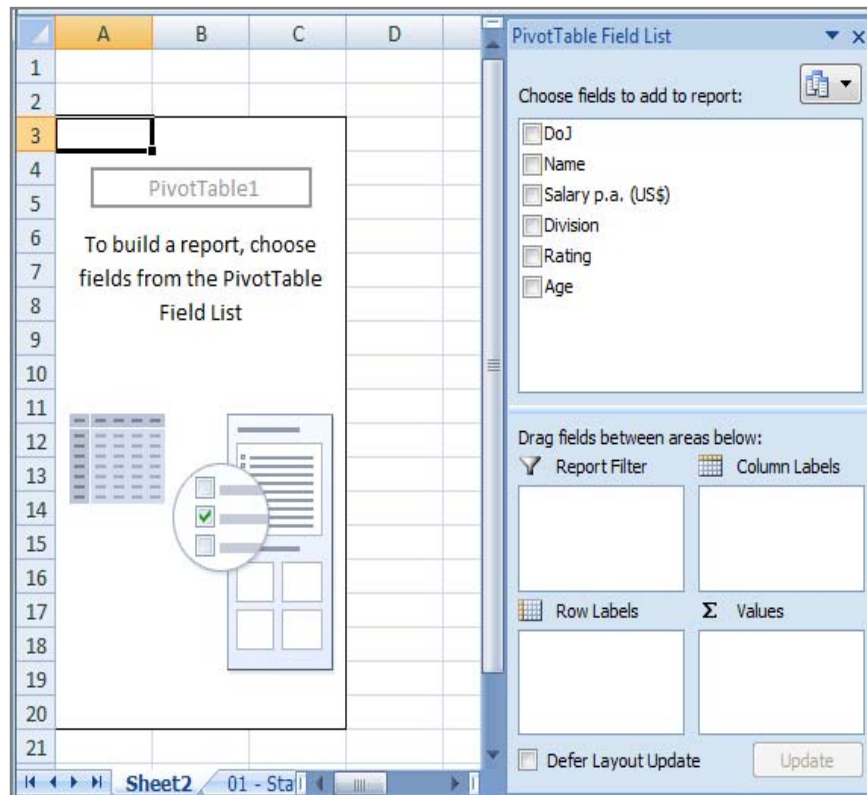 A B C D
1
2
3
4
5
6
7
8
9
10
11
12
13
14
15
16
17
18
19
20
21
PivotTable1
To build a report, choose
fields from the PivotTable
Field List
Sheet2 01 - Sta
PivotTable Field List
Choose fields to add to report:
DoJ
Name
Salary p.a. (US$)
Division
Rating
Age
Drag fields between areas below:
Report Filter Column Labels
Row Labels Σ Values
Defer Layout Update Update